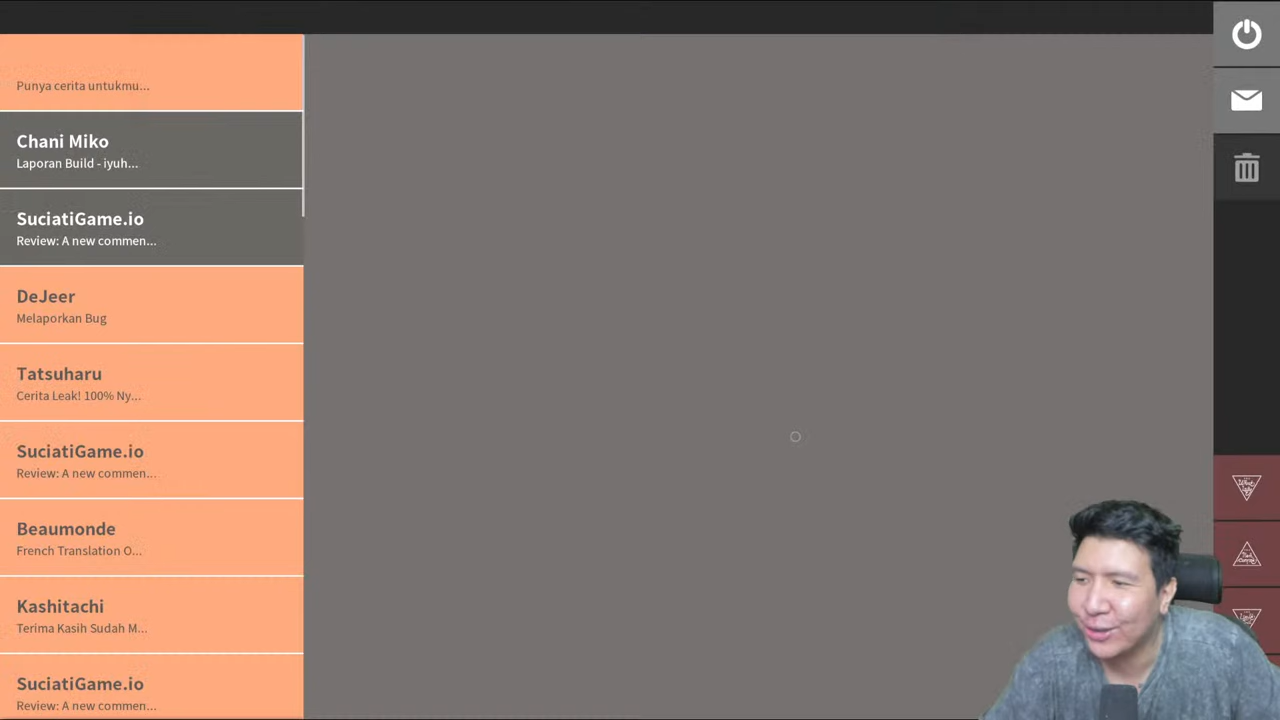 Punya cerita untukmu...
Chani Miko
Laporan Build - iyuh...
SuciatiGame.io
Review: A new commen...
DeJeer
Melaporkan Bug
Tatsuharu
Cerita Leak! 100% Ny...
SuciatiGame.io
Review: A new commen...
Beaumonde
French Translation O...
Kashitachi
Terima Kasih Sudah M...
SuciatiGame.io
Review: A new commen...